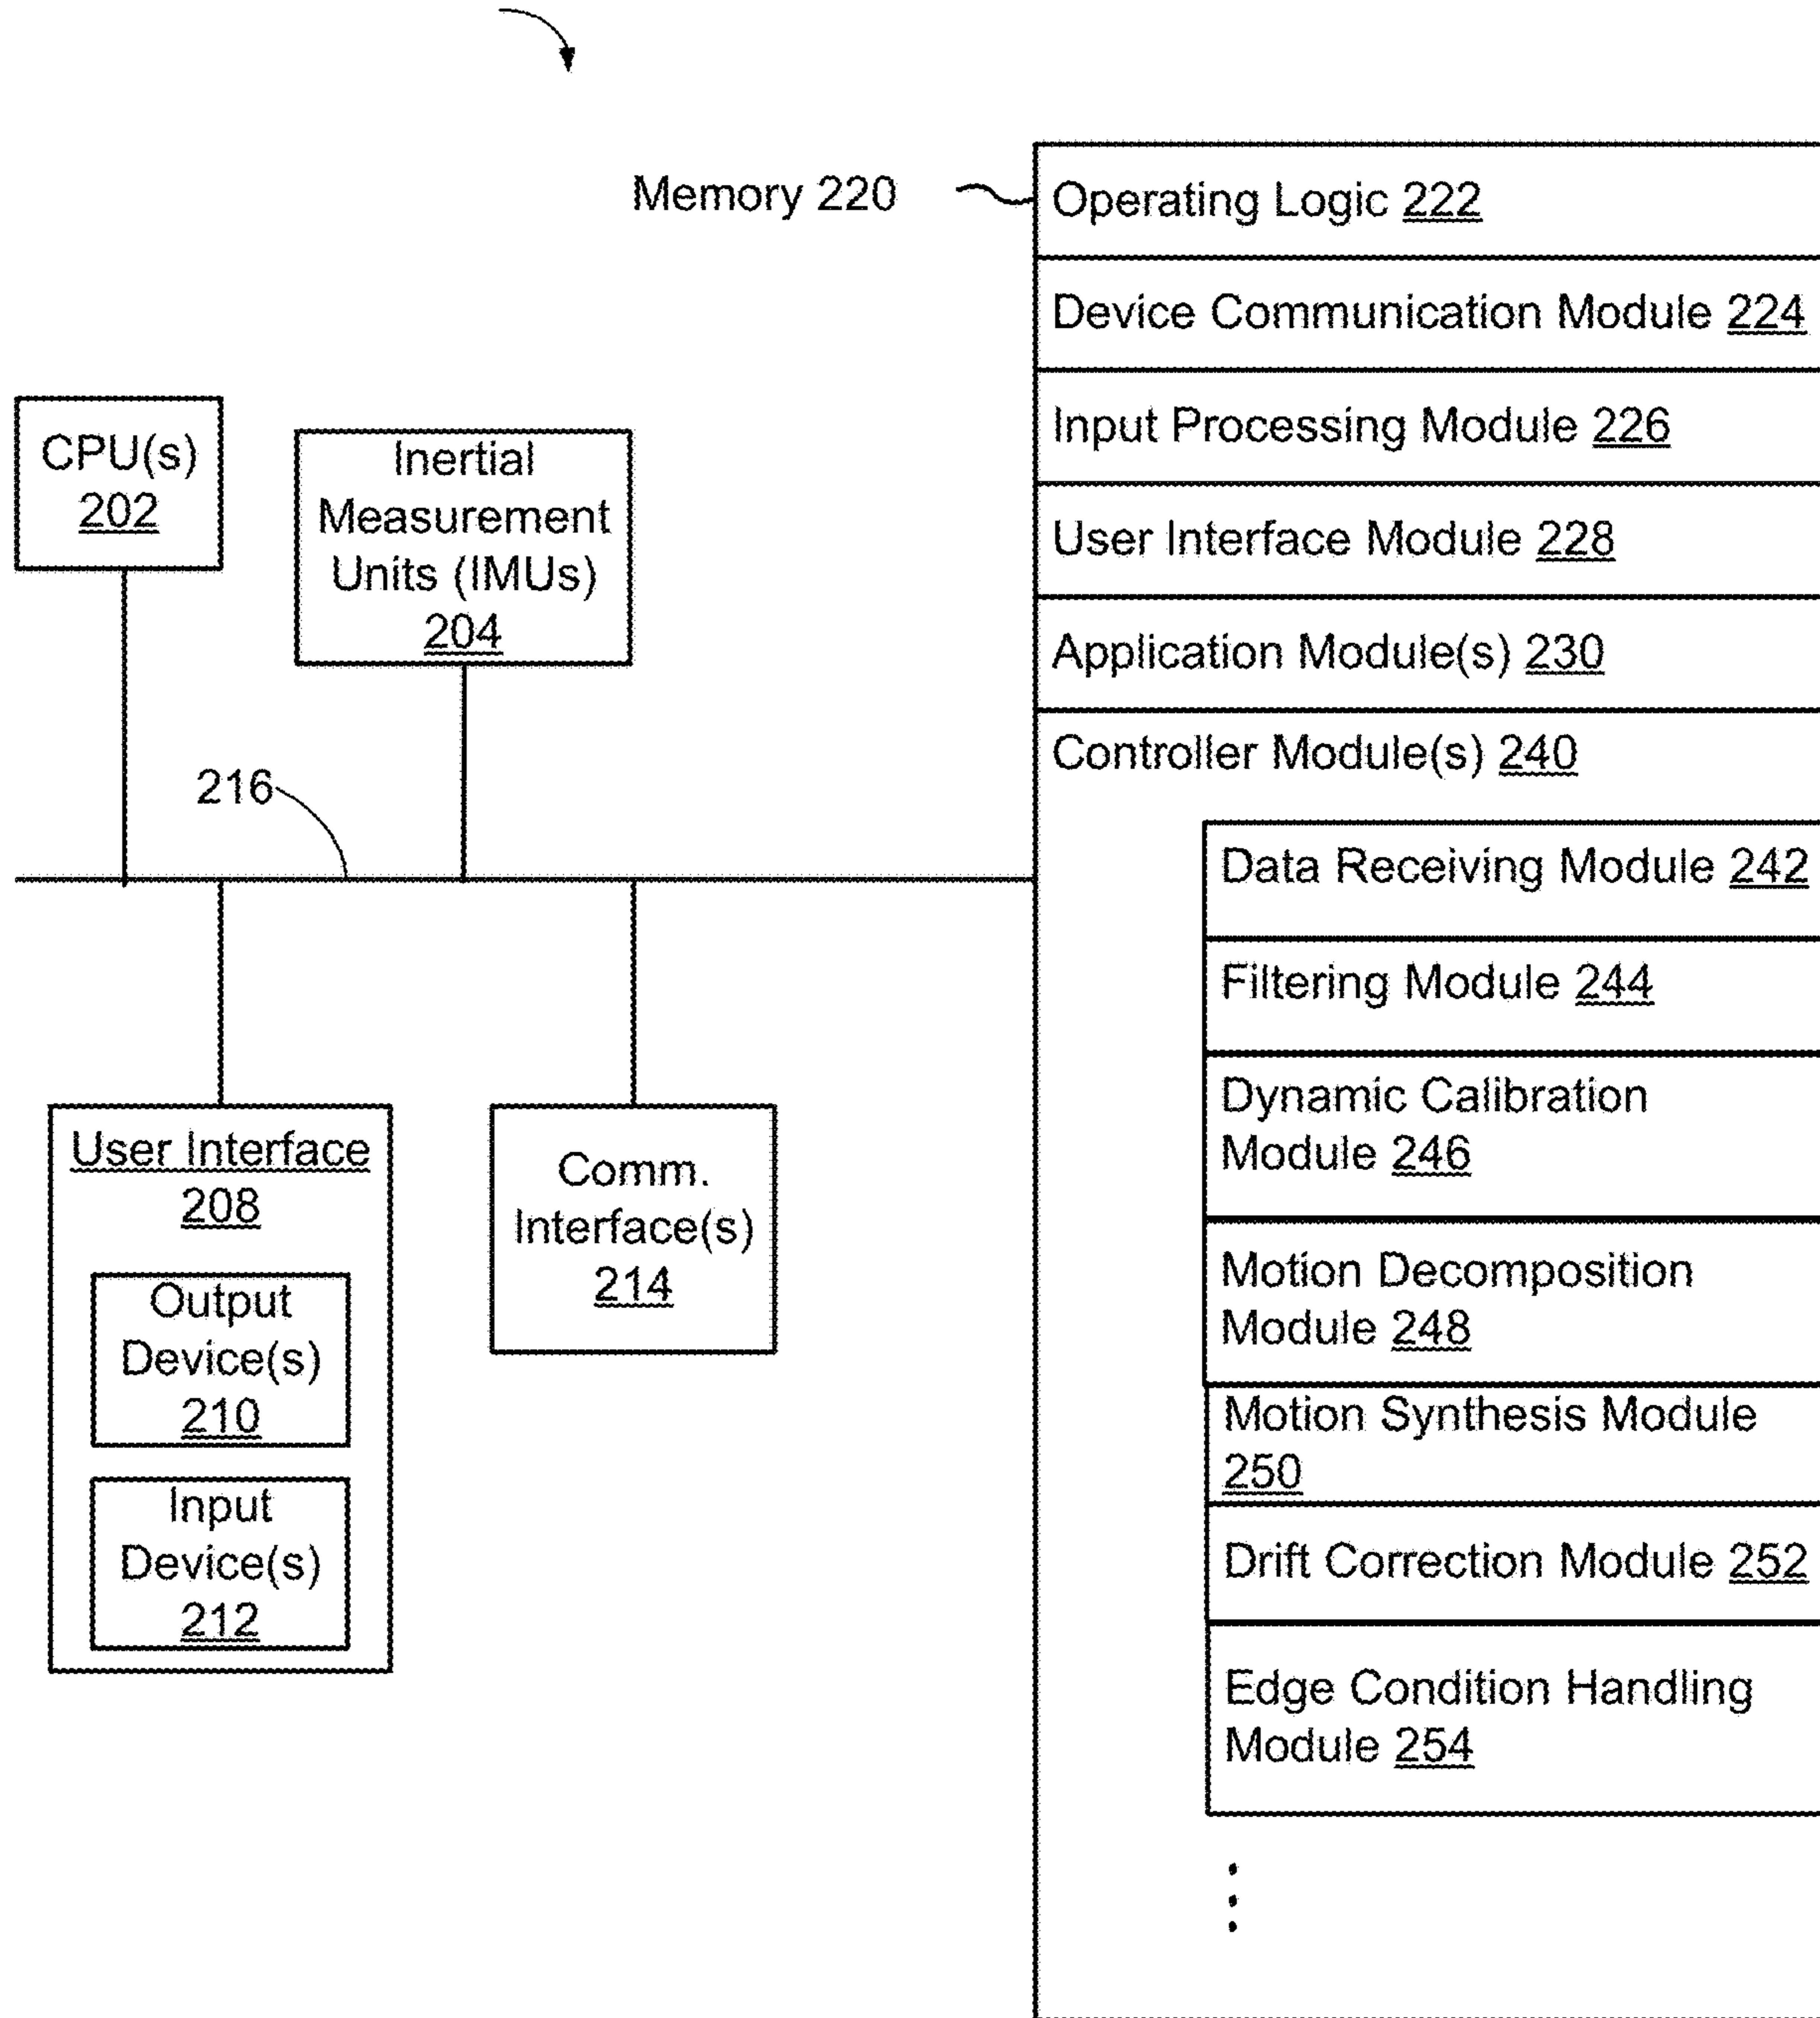 Memory 220
Operating Logic 222
Device Communication Module 224
Input Processing Module 226
User Interface Module 228
Application Module(s) 230
Controller Module(s) 240
Data Receiving Module 242
Filtering Module 244
Dynamic Calibration
Module 246
Motion Decomposition
Module 248
Motion Synthesis Module
250
Drift Correction Module 252
Edge Condition Handling
Module 254
CPU(s)
202
Inertial
Measurement
Units (IMUs)
204
216
User Interface
208
Output
Device(s)
210
Input
Device(s)
212
Comm.
Interface(s)
214